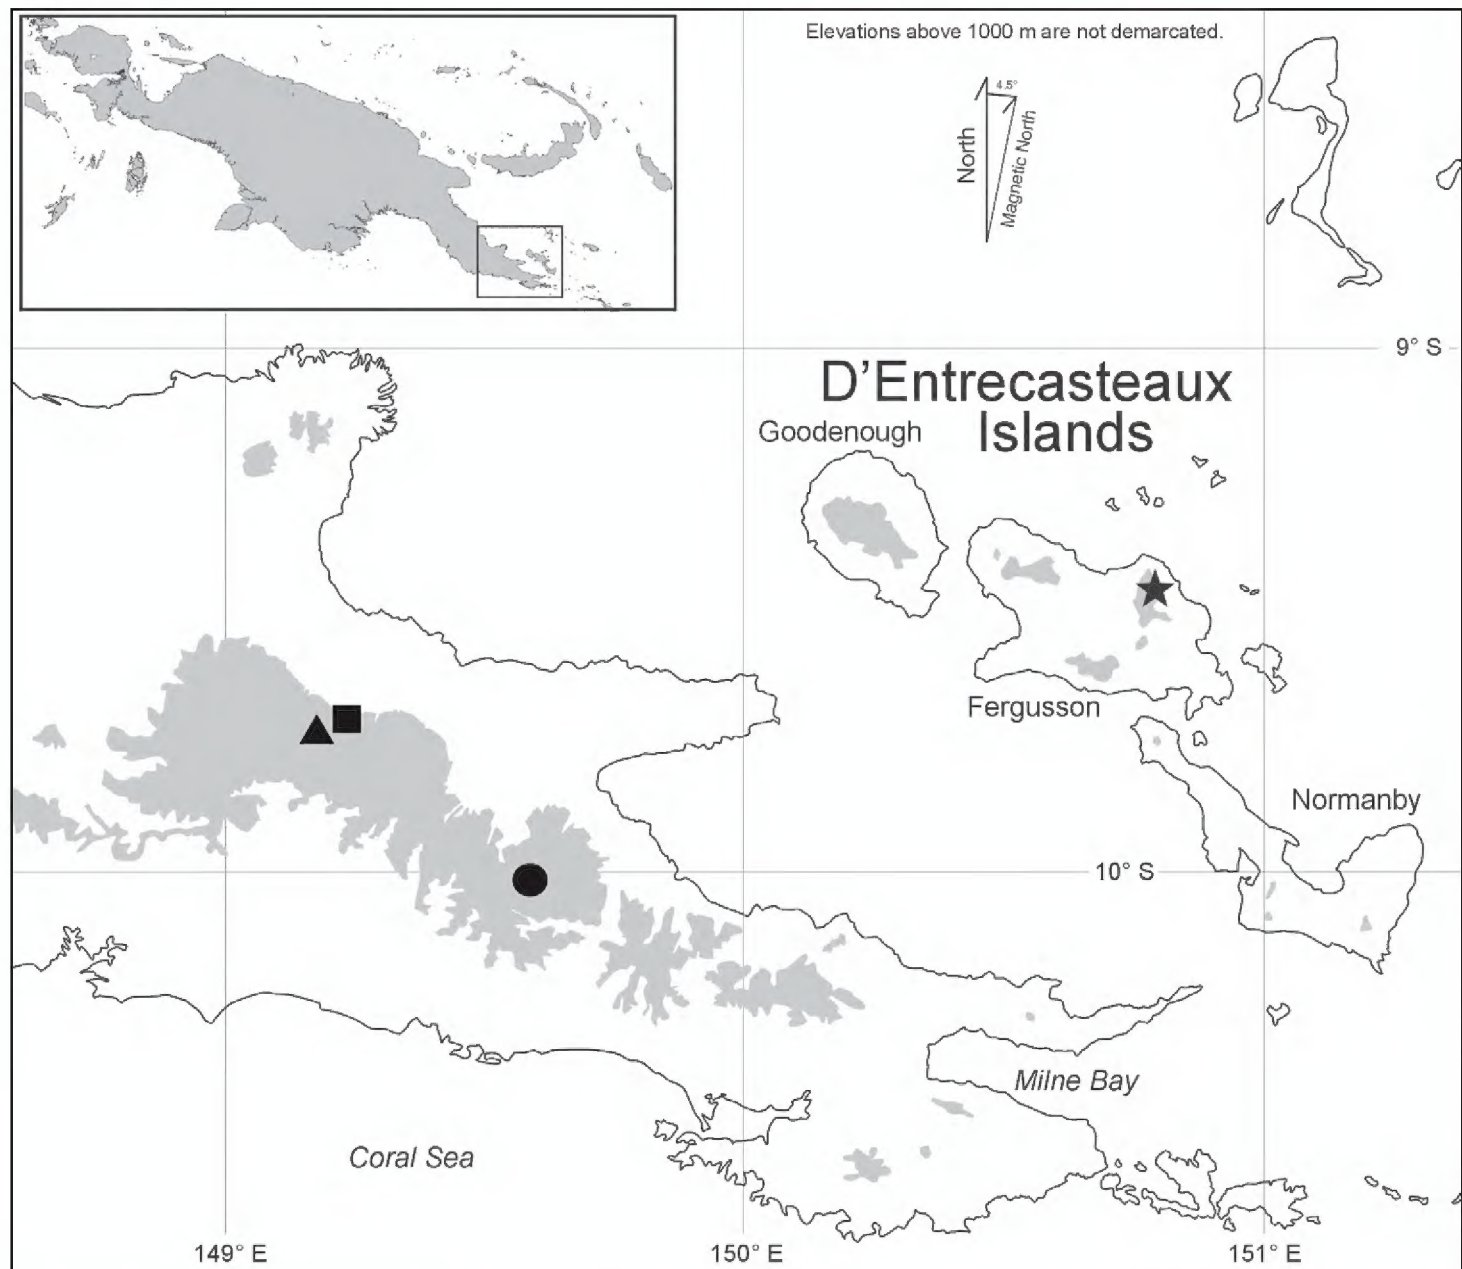 Elevations above 1000 m are not demarcated.
4.5°
North
Magnetic North
9° S
D’Entrecasteaux
Islands
Goodenough
Fergusson
Normanby
10° S
Milne Bay
Coral Sea
149° E
150° E
151° E